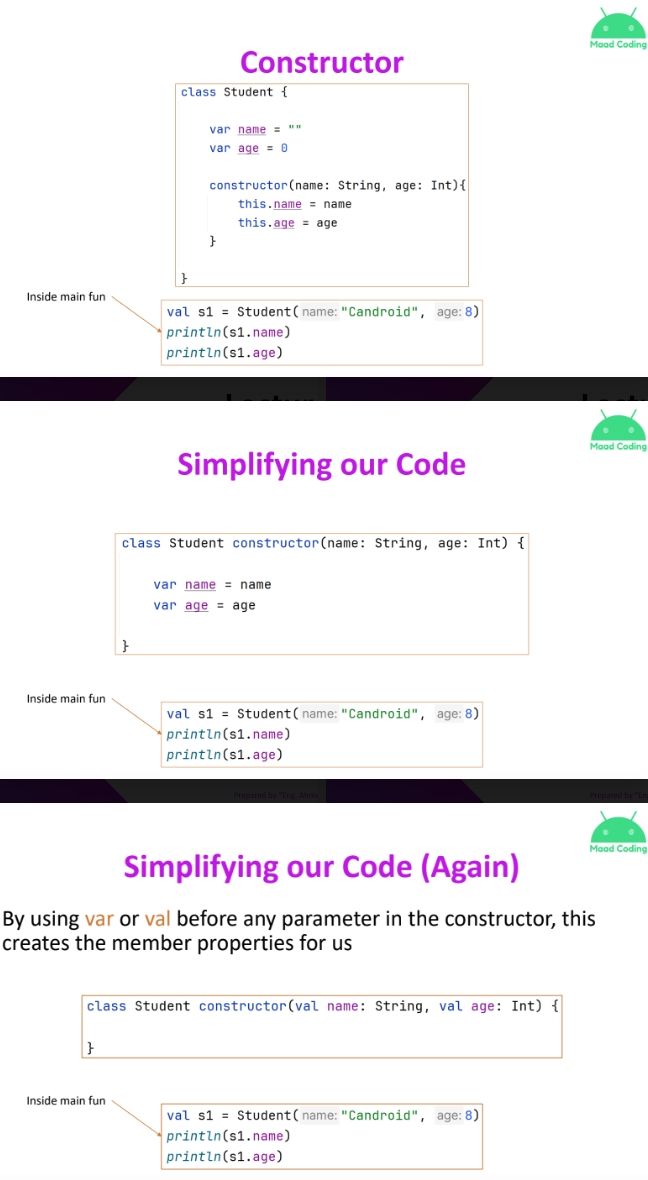 Maad Coding
Constructor
class Student {
var name = ""
var age = 0
constructor(name: String, age: Int){
this.name = name
this.age = age
}
}
Inside main fun
val s1 = Student( name: "Candroid", age: 8)
println(s1.name)
println(s1.age)
Maad Coding
Simplifying our Code
class Student constructor(name: String, age: Int) {
var name = name
var age = age
}
Inside main fun
val s1 = Student( name: "Candroid", age: 8)
println(s1.name)
println(s1.age)
Prepared by "Eng.
Prepared by
Maad Coding
Simplifying our Code (Again)
By using var or val before any parameter in the constructor, this
creates the member properties for us
class Student constructor(val name: String, val age: Int) {
}
Inside main fun
val s1 = Student( name: "Candroid", age: 8)
println(s1.name)
println(s1.age)